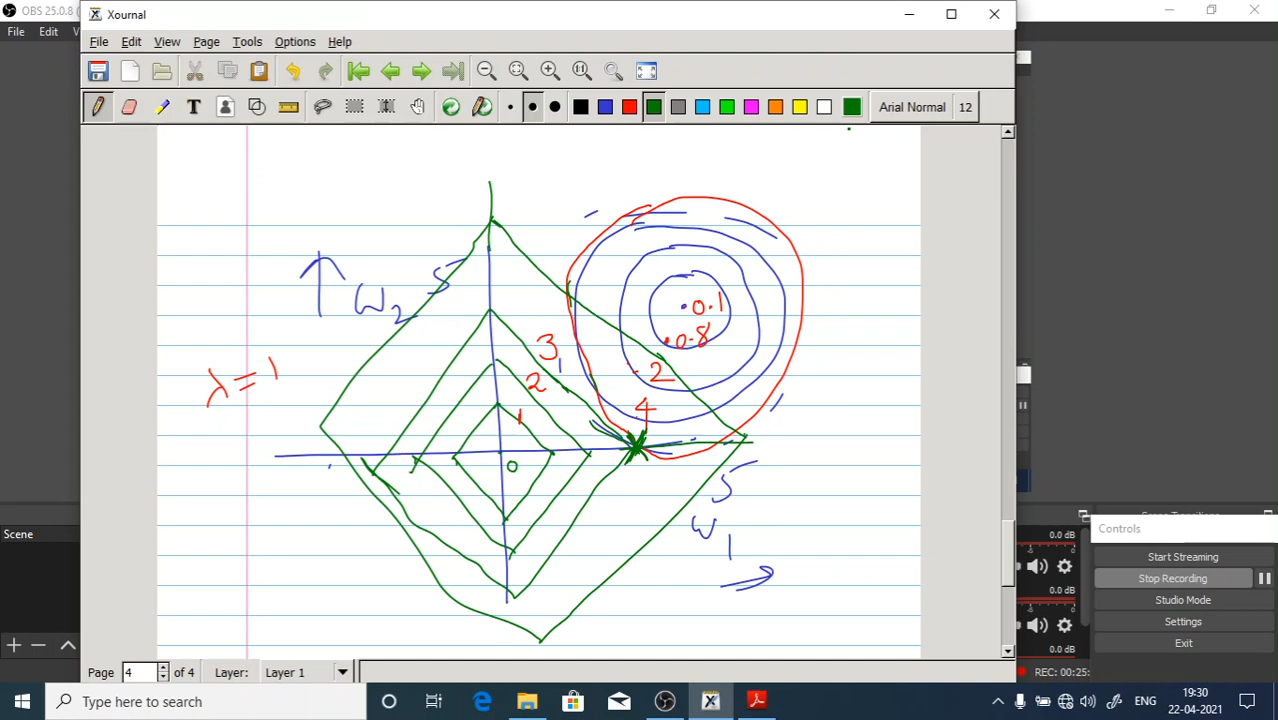 OBS 25.0.8 (
Xournal
File Edit
File Edit View Page Tools Options Help
Arial Normal 12
W2
5
λ=1
3
2
1
0
0.1
0.8
2
4
5
W1
Scene
Scene Transitions
Controls
0.0 dB
0.0 dB
0.0 dB
Start Streaming
Stop Recording
Studio Mode
Settings
Exit
Page 4 of 4 Layer: Layer 1
REC: 00:25:
Type here to search
ENG
19:30
22-04-2021